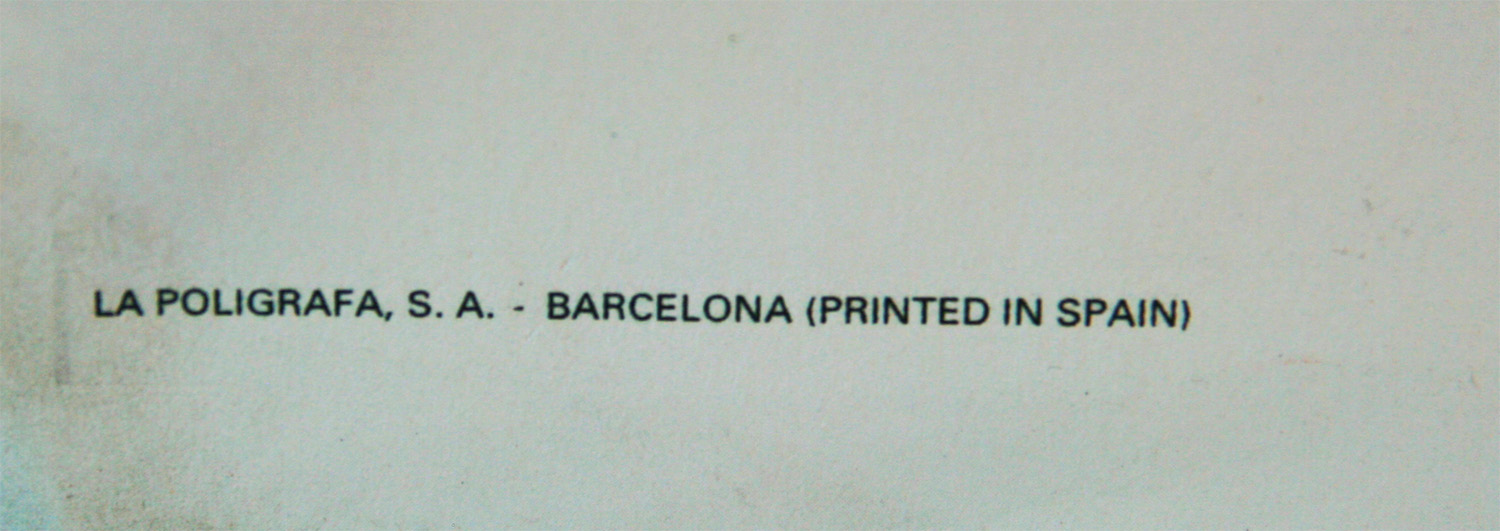 LA POLIGRAFA, S. A. - BARCELONA (PRINTED IN SPAIN)